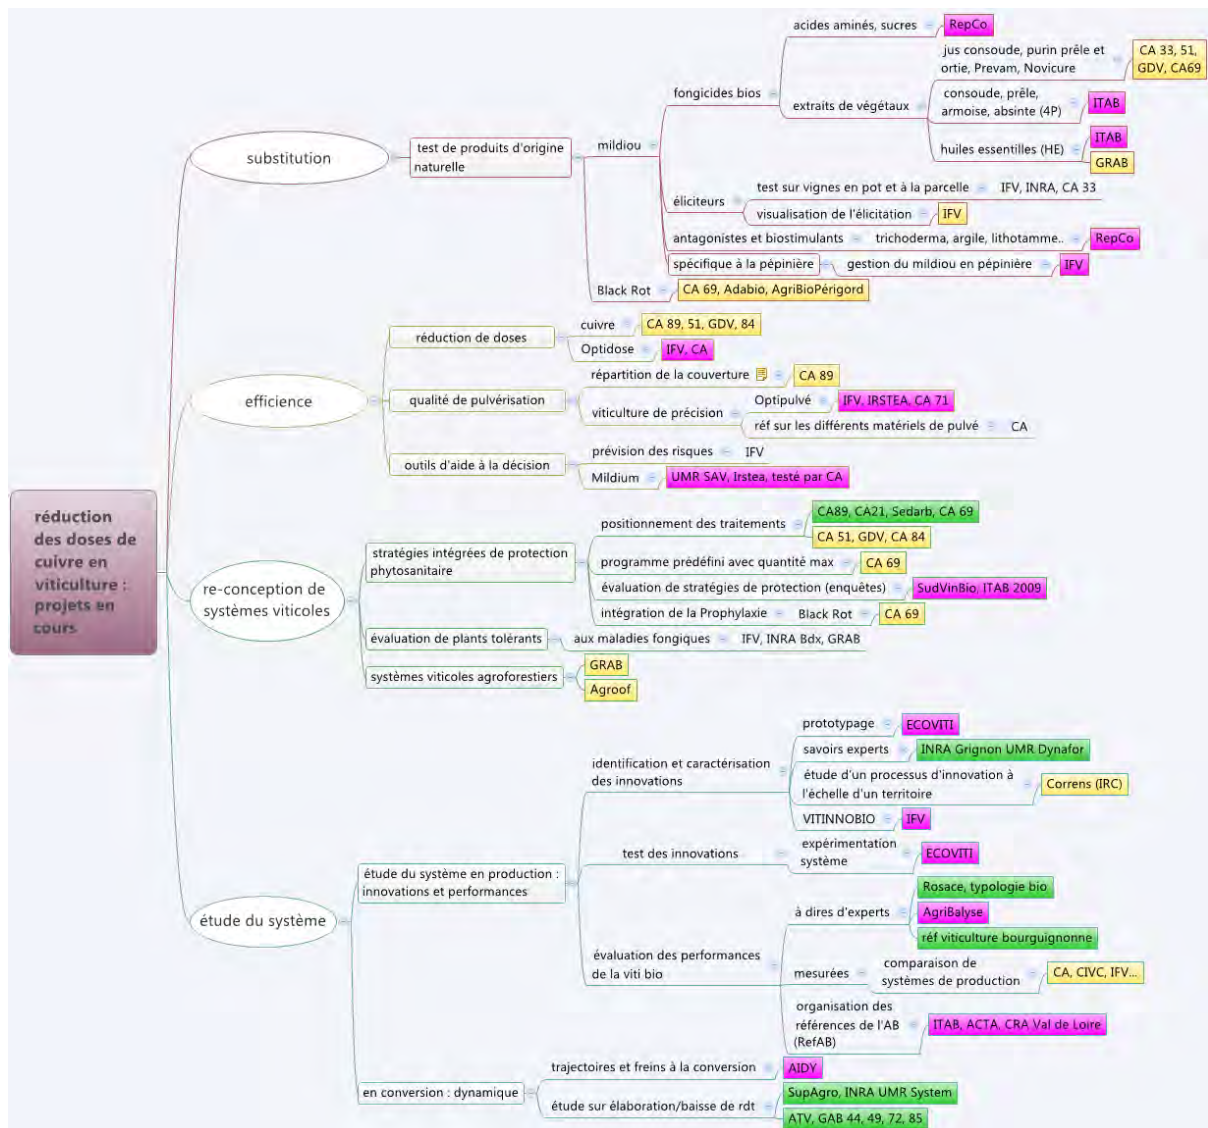 réduction
des doses de
cuivre en
viticulture :
projets en
cours
substitution
test de produits d'origine
naturelle
mildiou
fongicides bios
acides aminés, sucres
RepCo
extraits de végétaux
jus consoude, purin prêle et
ortie, Prevam, Novicure
CA 33, 51,
GDV, CA69
consoude, prêle,
armoise, absinte (4P)
ITAB
huiles essentilles (HE)
ITAB
GRAB
éliciteurs
test sur vignes en pot et à la parcelle
IFV, INRA, CA 33
visualisation de l'élicitation
IFV
antagonistes et biostimulants
trichoderma, argile, lithotamme..
RepCo
spécifique à la pépinière
gestion du mildiou en pépinière
IFV
Black Rot
CA 69, Adabio, AgriBioPérigord
efficience
réduction de doses
cuivre
CA 89, 51, GDV, 84
Optidose
IFV, CA
qualité de pulvérisation
répartition de la couverture
CA 89
viticulture de précision
Optipulvé
IFV, IRSTEA, CA 71
réf sur les différents matériels de pulvé
CA
outils d'aide à la décision
prévision des risques
IFV
Mildium
UMR SAV, Irstea, testé par CA
re-conception de
systèmes viticoles
stratégies intégrées de protection
phytosanitaire
positionnement des traitements
CA89, CA21, Sedarb, CA 69
CA 51, GDV, CA 84
programme prédéfini avec quantité max
CA 69
évaluation de stratégies de protection (enquêtes)
SudVinBio, ITAB 2009
intégration de la Prophylaxie
Black Rot
CA 69
évaluation de plants tolérants
aux maladies fongiques
IFV, INRA Bdx, GRAB
systèmes viticoles agroforestiers
GRAB
Agroof
étude du système
étude du système en production :
innovations et performances
identification et caractérisation
des innovations
prototypage
ECOVITI
savoirs experts
INRA Grignon UMR Dynafor
étude d'un processus d'innovation à
l'échelle d'un territoire
Correns (IRC)
VITINNOBIO
IFV
test des innovations
expérimentation
système
ECOVITI
évaluation des performances
de la viti bio
à dires d'experts
Rosace, typologie bio
AgriBalyse
réf viticulture bourguignonne
mesurées
comparaison de
systèmes de production
CA, CIVC, IFV...
organisation des
références de l'AB
(RefAB)
ITAB, ACTA, CRA Val de Loire
en conversion : dynamique
trajectoires et freins à la conversion
AIDY
étude sur élaboration/baisse de rdt
SupAgro, INRA UMR System
ATV, GAB 44, 49, 72, 85